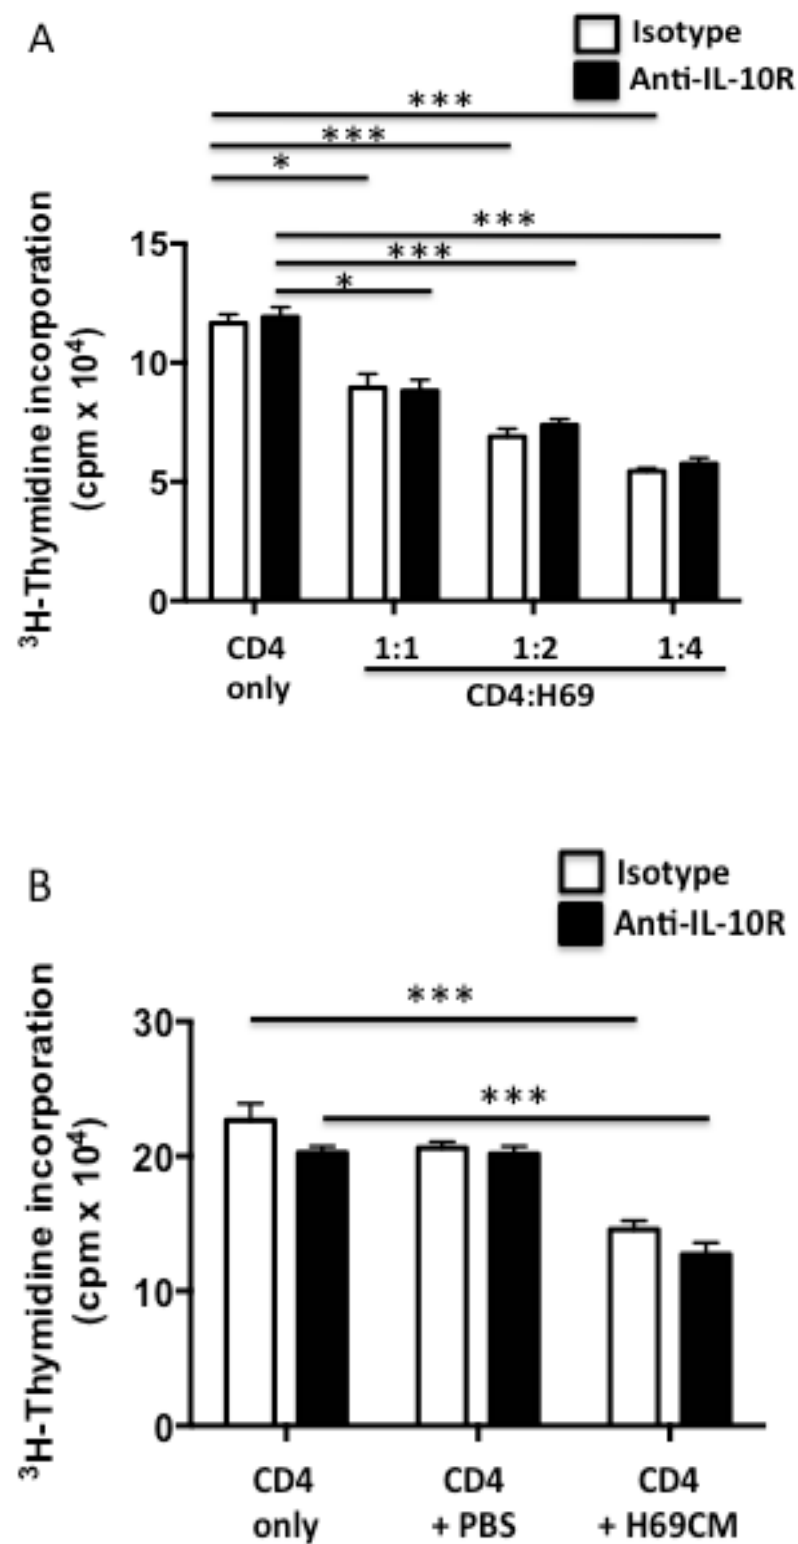 A
Isotype
Anti-IL-10R
***
***
*
***
***
*
³H-Thymidine incorporation
(cpm x 10⁴)
15
10
5
0
CD4
only
1:1
1:2
1:4
CD4:H69
B
Isotype
Anti-IL-10R
***
***
³H-Thymidine incorporation
(cpm x 10⁴)
30
20
10
0
CD4
only
CD4
+ PBS
CD4
+ H69CM